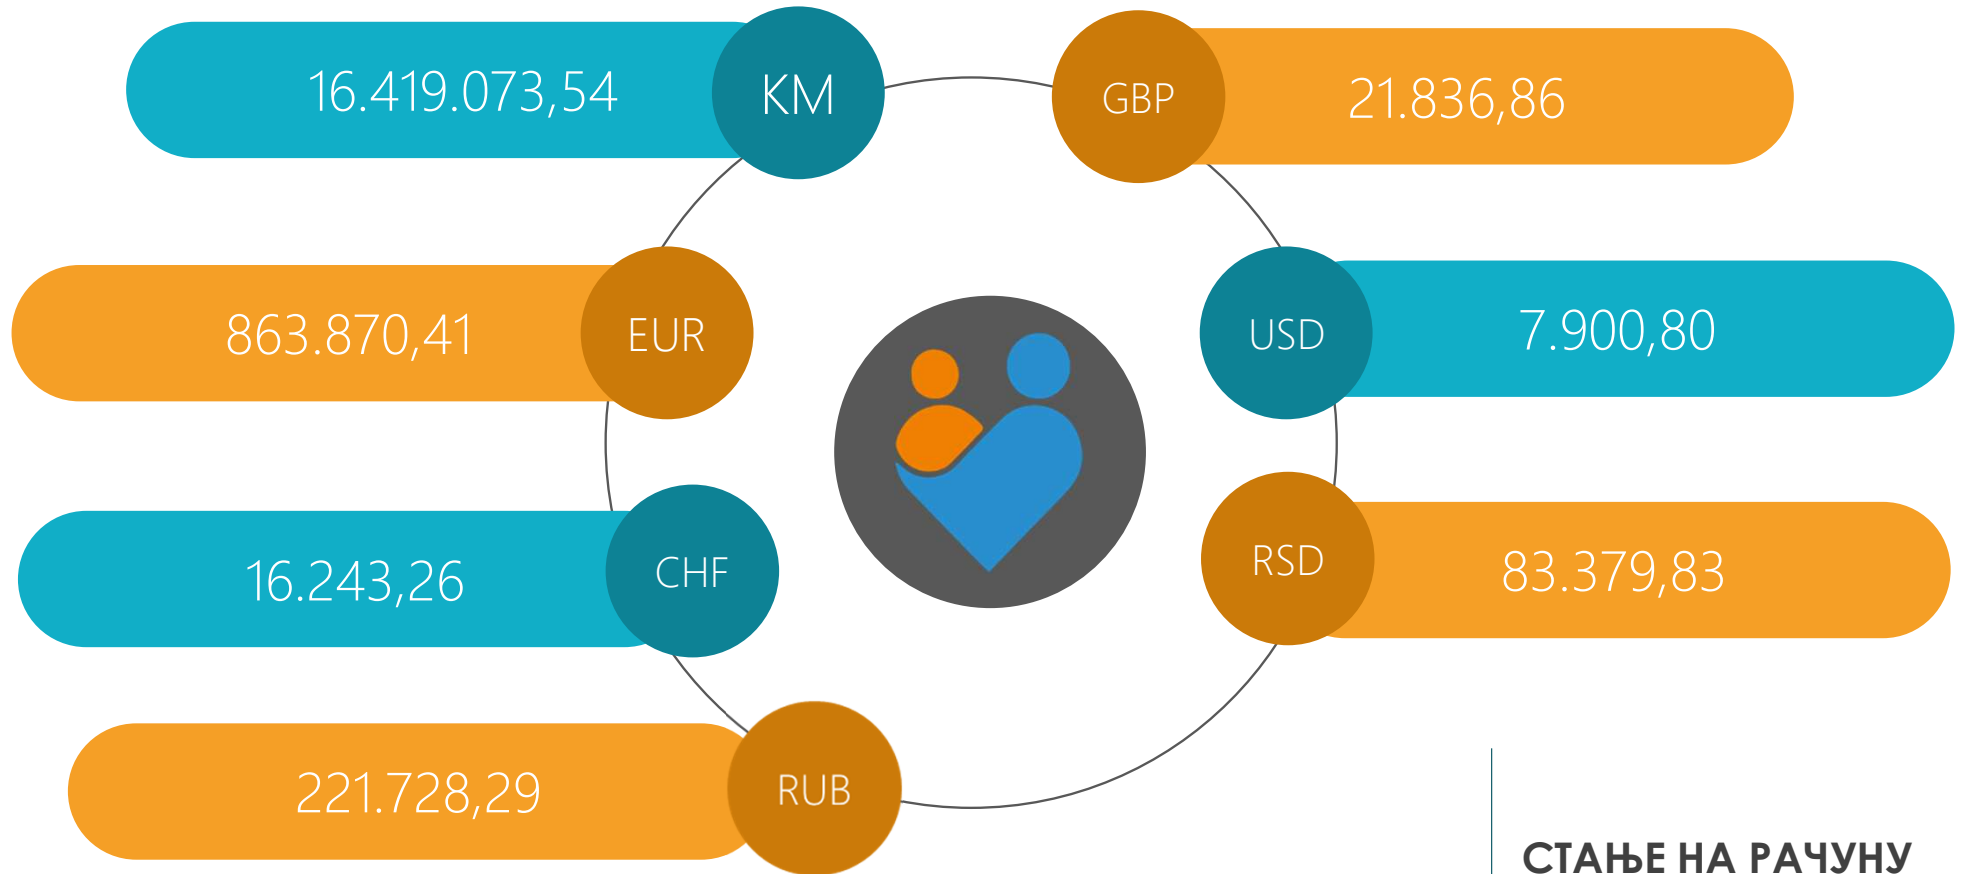 16.419.073,54 KM
GBP 21.836,86
863.870,41 EUR
USD 7.900,80
16.243,26 CHF
RSD 83.379,83
221.728,29 RUB
СТАЊЕ НА РАЧУНУ